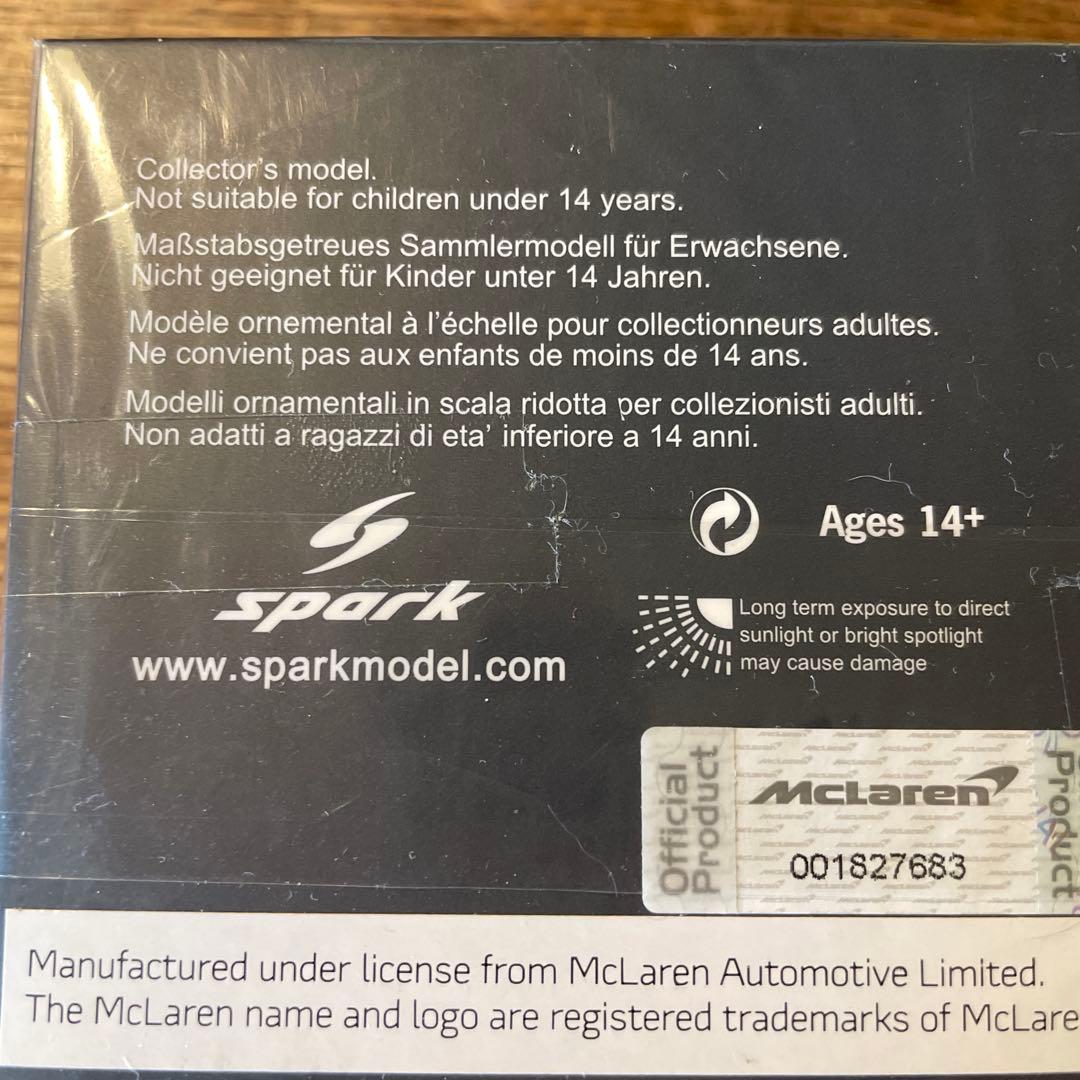 Collector's model.
Not suitable for children under 14 years.
Maßstabsgetreues Sammlermodell für Erwachsene.
Nicht geeignet für Kinder unter 14 Jahren.
Modèle ornemental à l'échelle pour collectionneurs adultes.
Ne convient pas aux enfants de moins de 14 ans.
Modelli ornamentali in scala ridotta per collezionisti adulti.
Non adatti a ragazzi di eta' inferiore a 14 anni.
spark
www.sparkmodel.com
Ages 14+
Long term exposure to direct
sunlight or bright spotlight
may cause damage
Official
Product
McLaren
001827683
Product
Manufactured under license from McLaren Automotive Limited.
The McLaren name and logo are registered trademarks of McLare